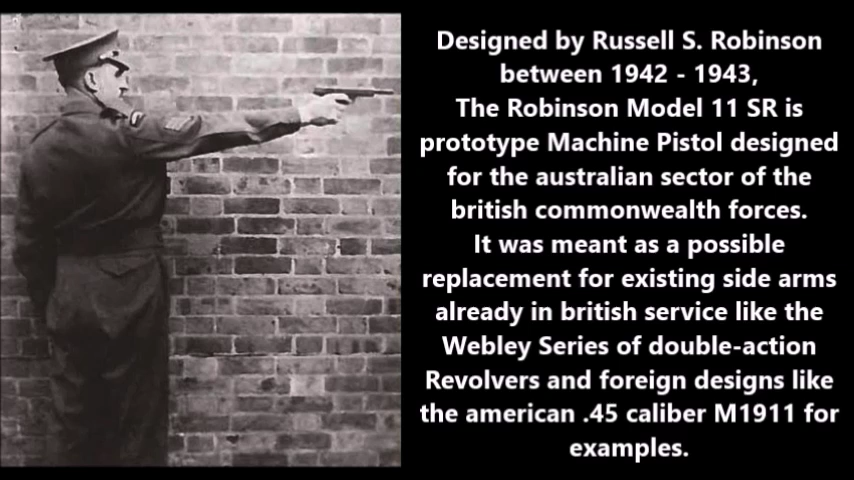 Designed by Russell S. Robinson
between 1942 - 1943,
The Robinson Model 11 SR is
prototype Machine Pistol designed
for the australian sector of the
british commonwealth forces.
It was meant as a possible
replacement for existing side arms
already in british service like the
Webley Series of double-action
Revolvers and foreign designs like
the american .45 caliber M1911 for
examples.